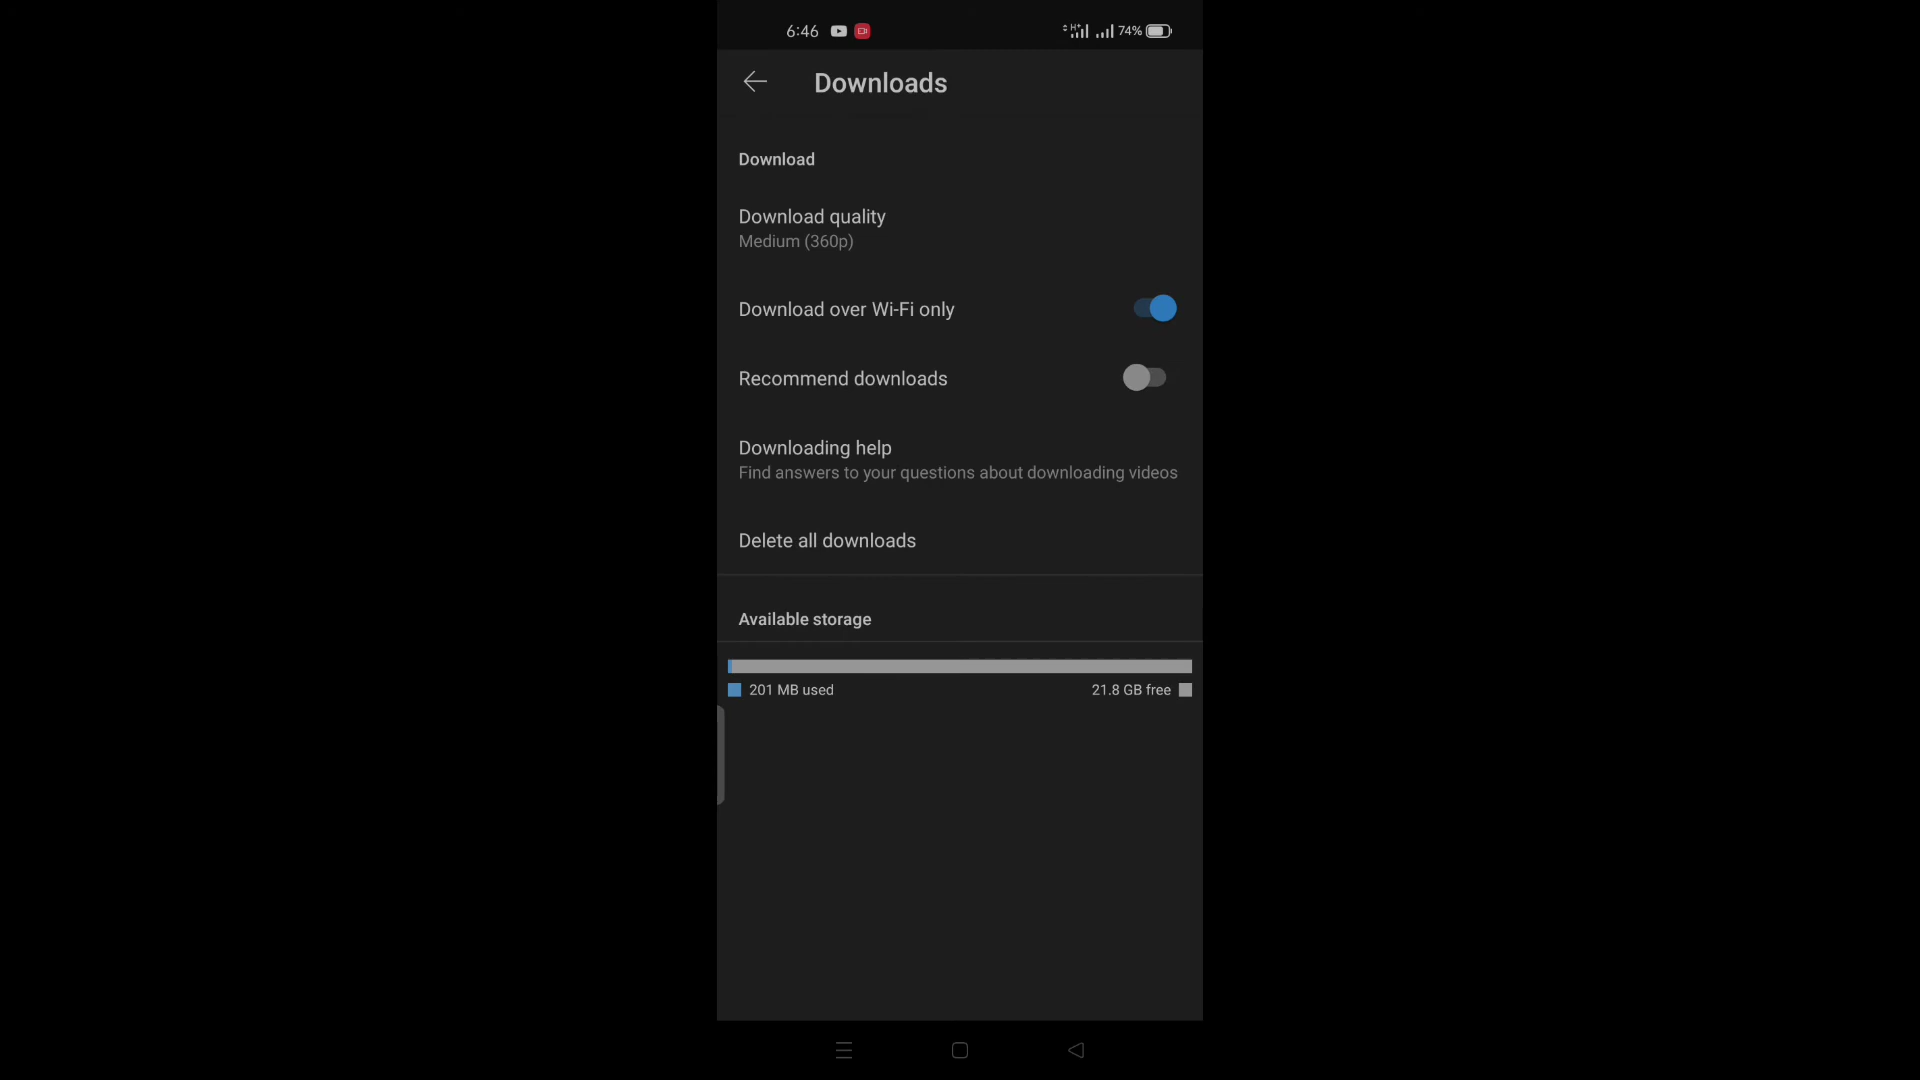 6:46 H+ 74%
Downloads
Download
Download quality
Medium (360p)
Download over Wi-Fi only
Recommend downloads
Downloading help
Find answers to your questions about downloading videos
Delete all downloads
Available storage
201 MB used 21.8 GB free